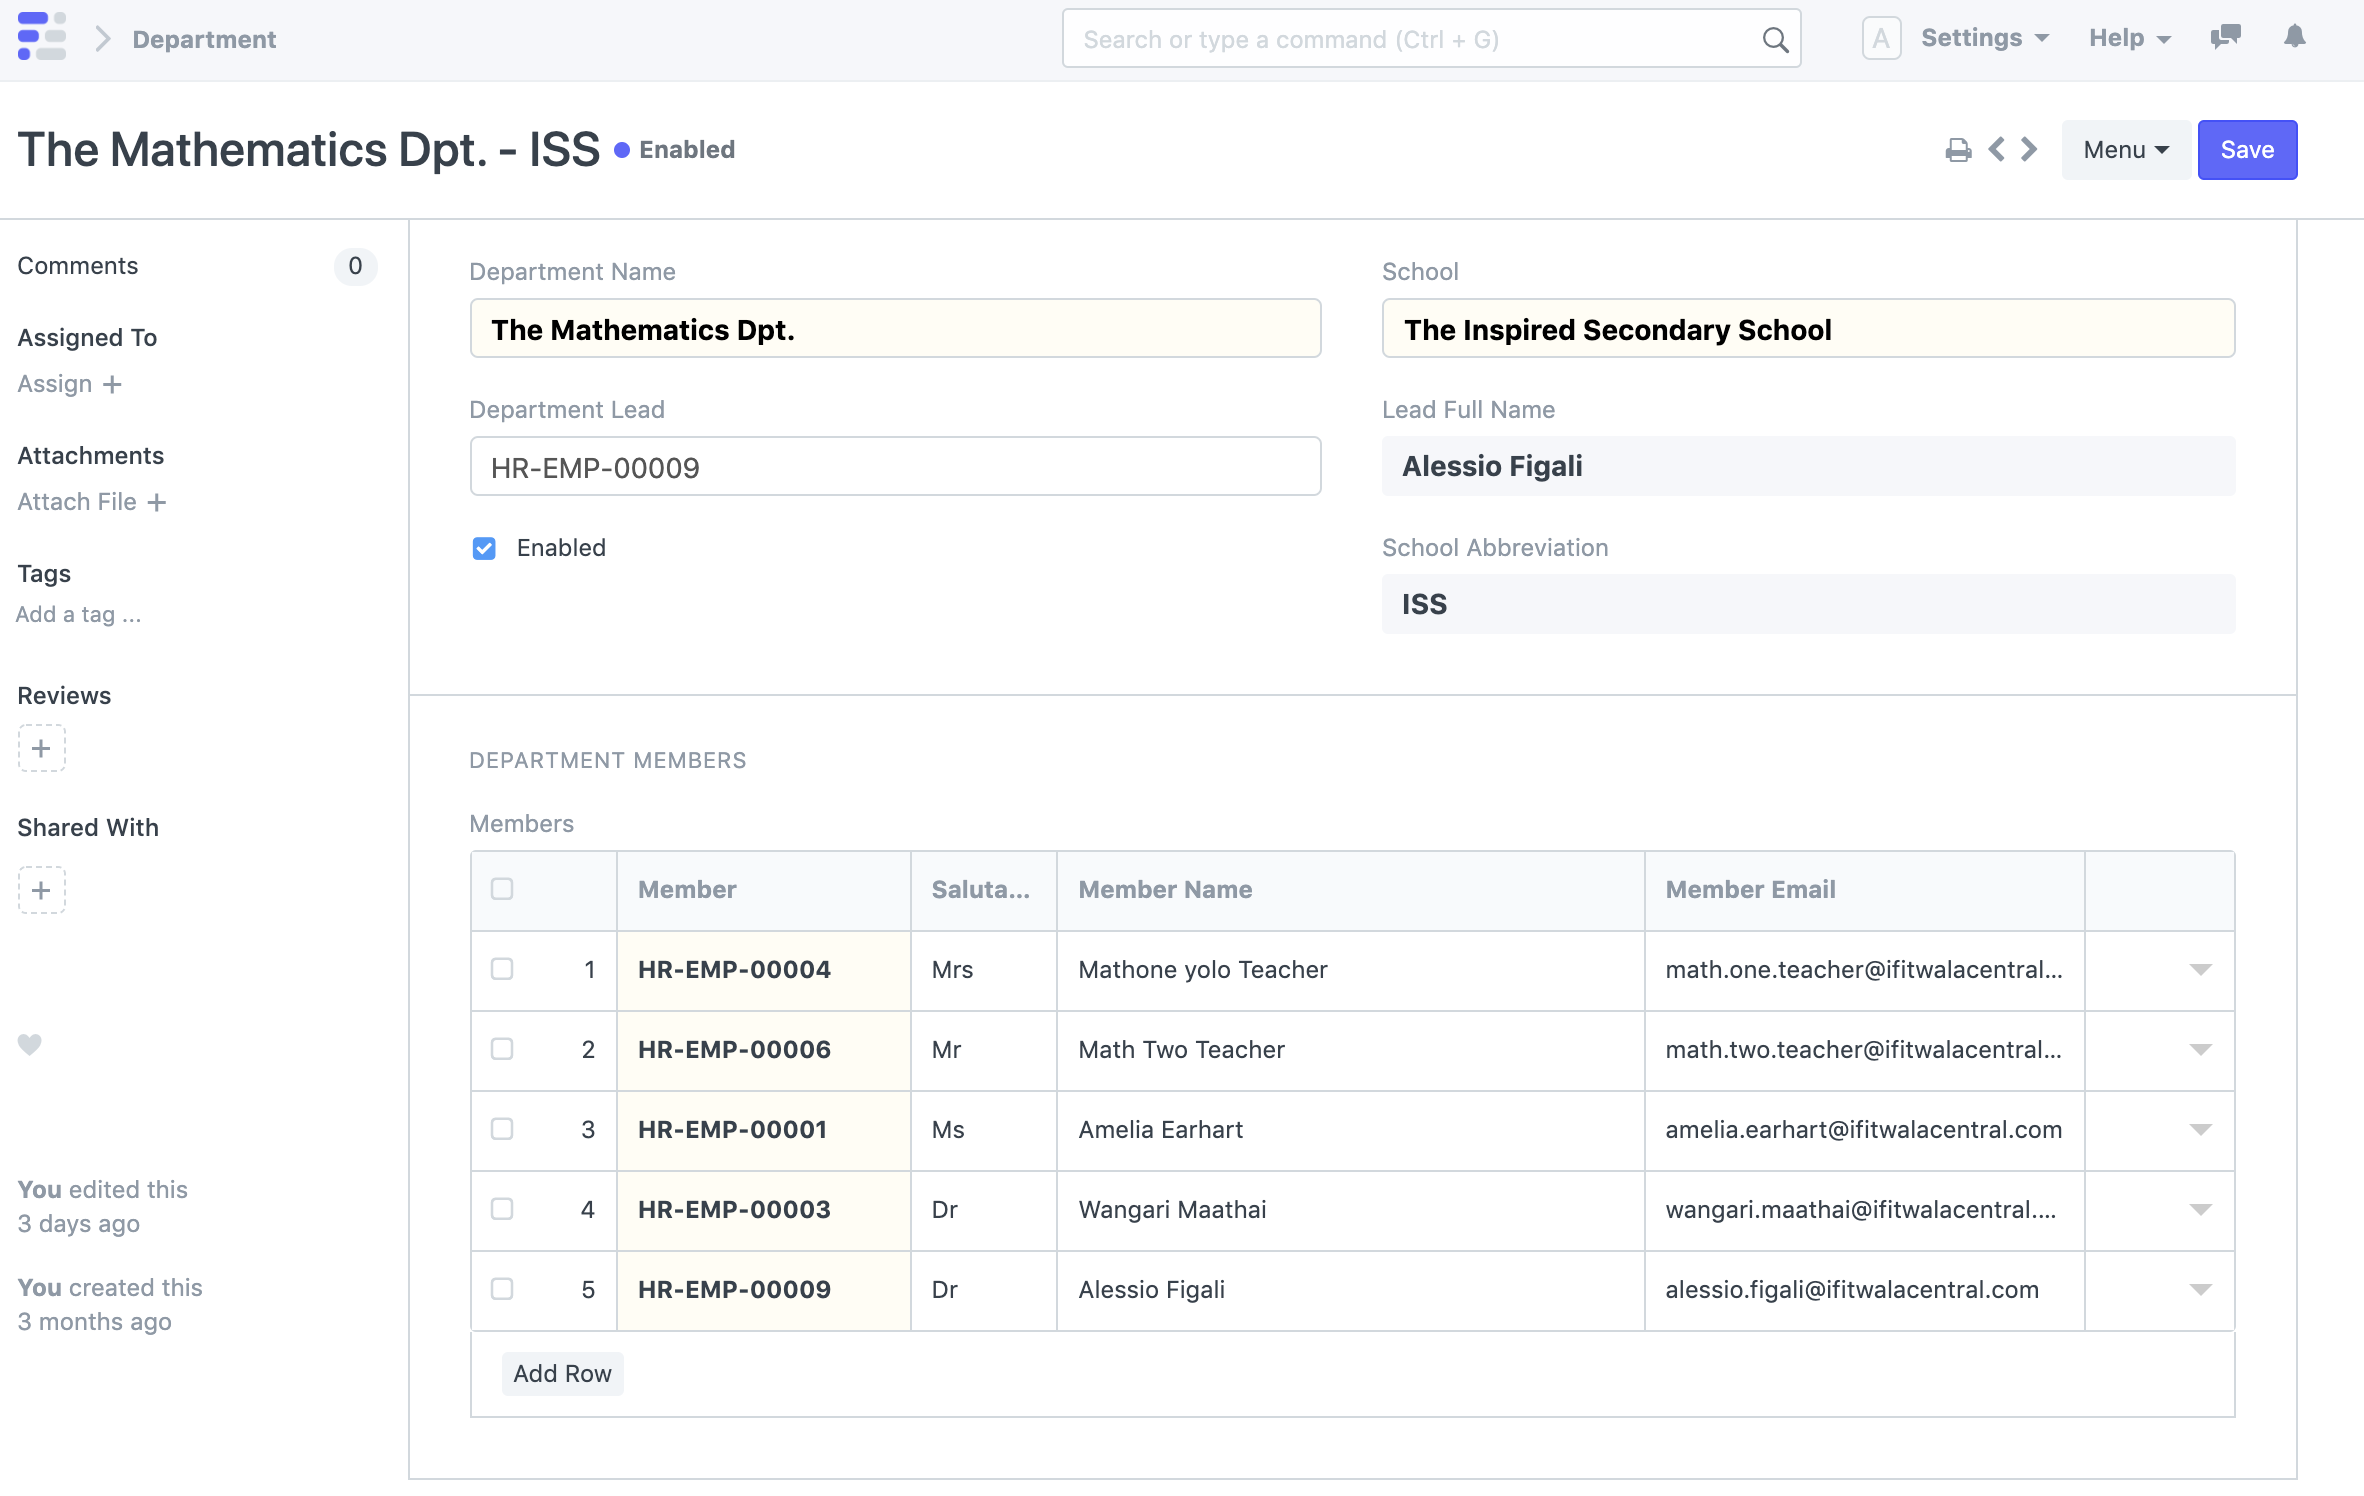 Department
Search or type a command (Ctrl + G)
A
Settings
Help
The Mathematics Dpt. - ISS
Enabled
Menu
Save
Comments
0
Assigned To
Assign +
Attachments
Attach File +
Tags
Add a tag ...
Reviews
+
Shared With
+
You edited this
3 days ago
You created this
3 months ago
Department Name
The Mathematics Dpt.
School
The Inspired Secondary School
Department Lead
HR-EMP-00009
Lead Full Name
Alessio Figali
Enabled
School Abbreviation
ISS
DEPARTMENT MEMBERS
Members
Member Saluta... Member Name Member Email
1 HR-EMP-00004 Mrs Mathone yolo Teacher math.one.teacher@ifitwalacentral...
2 HR-EMP-00006 Mr Math Two Teacher math.two.teacher@ifitwalacentral...
3 HR-EMP-00001 Ms Amelia Earhart amelia.earhart@ifitwalacentral.com
4 HR-EMP-00003 Dr Wangari Maathai wangari.maathai@ifitwalacentral....
5 HR-EMP-00009 Dr Alessio Figali alessio.figali@ifitwalacentral.com
Add Row